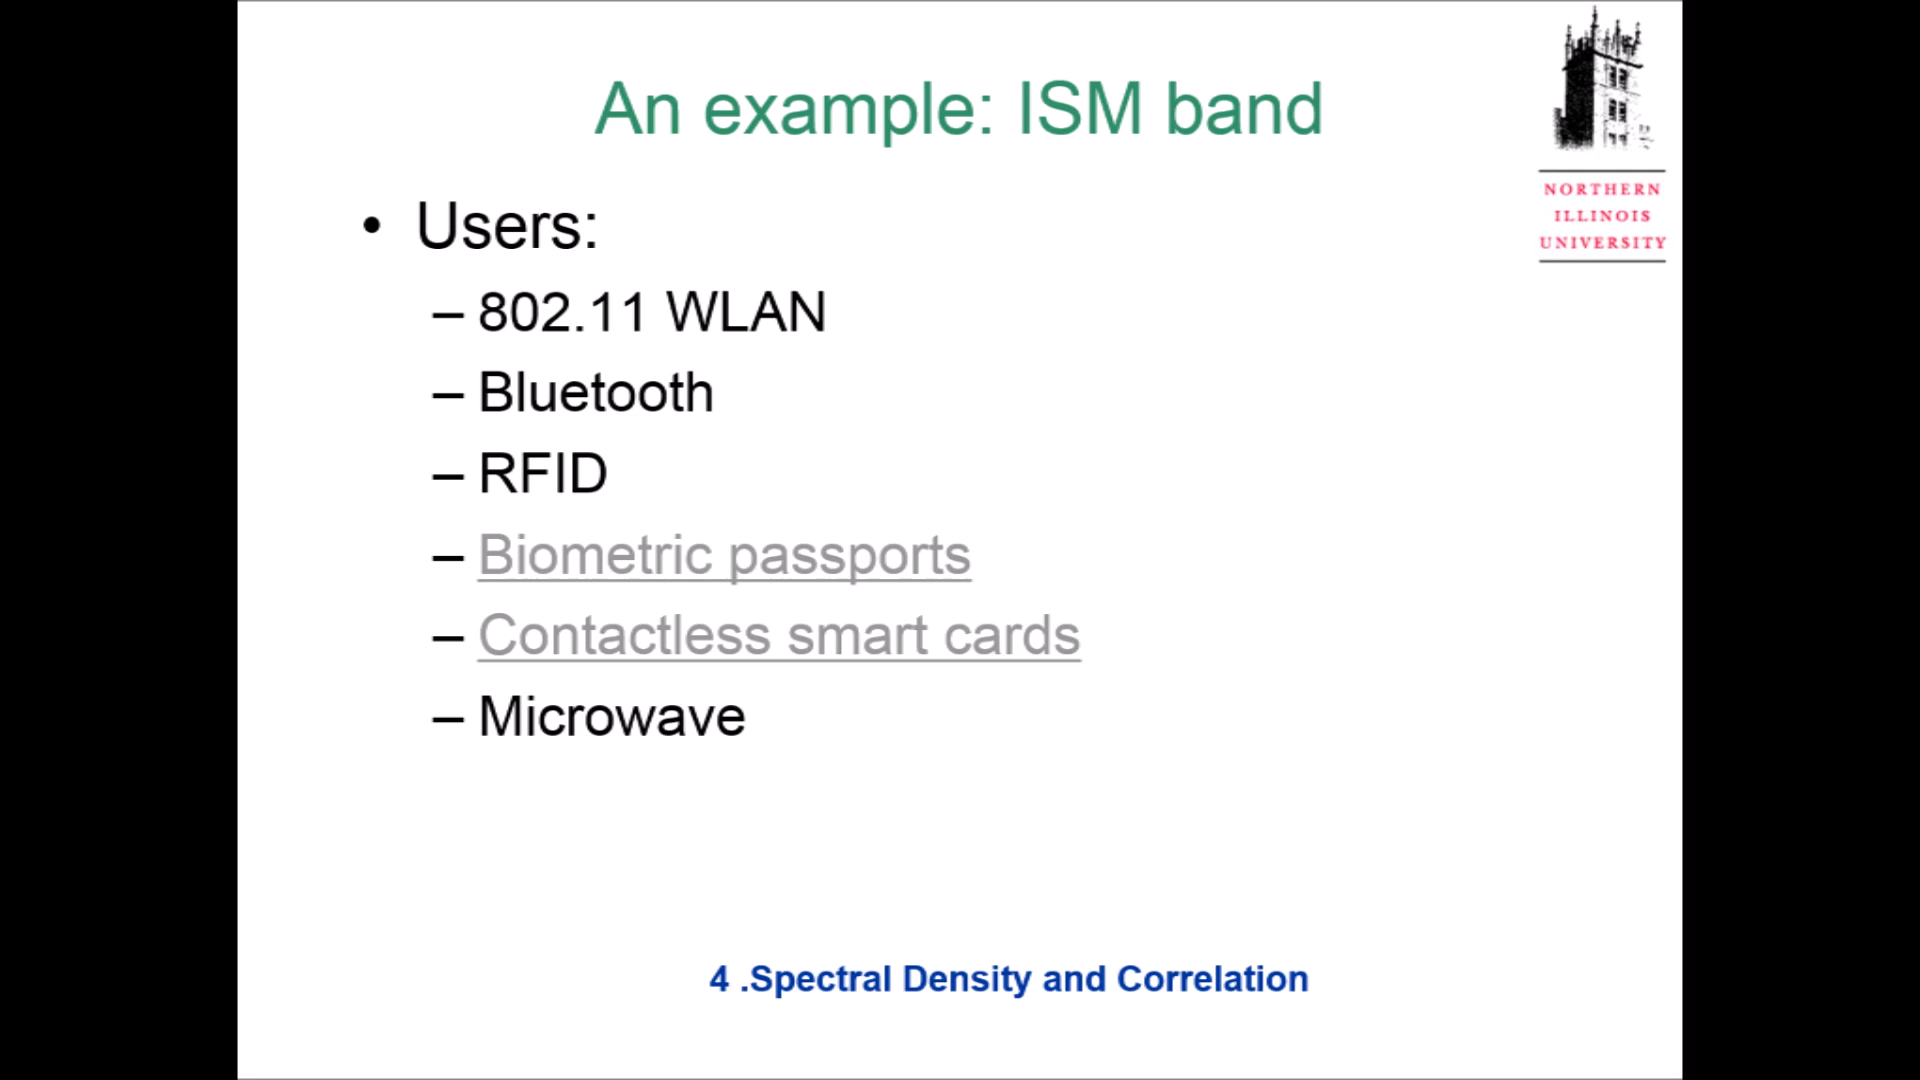 An example: ISM band
NORTHERN
ILLINOIS
UNIVERSITY
• Users:
– 802.11 WLAN
– Bluetooth
– RFID
– Biometric passports
– Contactless smart cards
– Microwave
4 .Spectral Density and Correlation